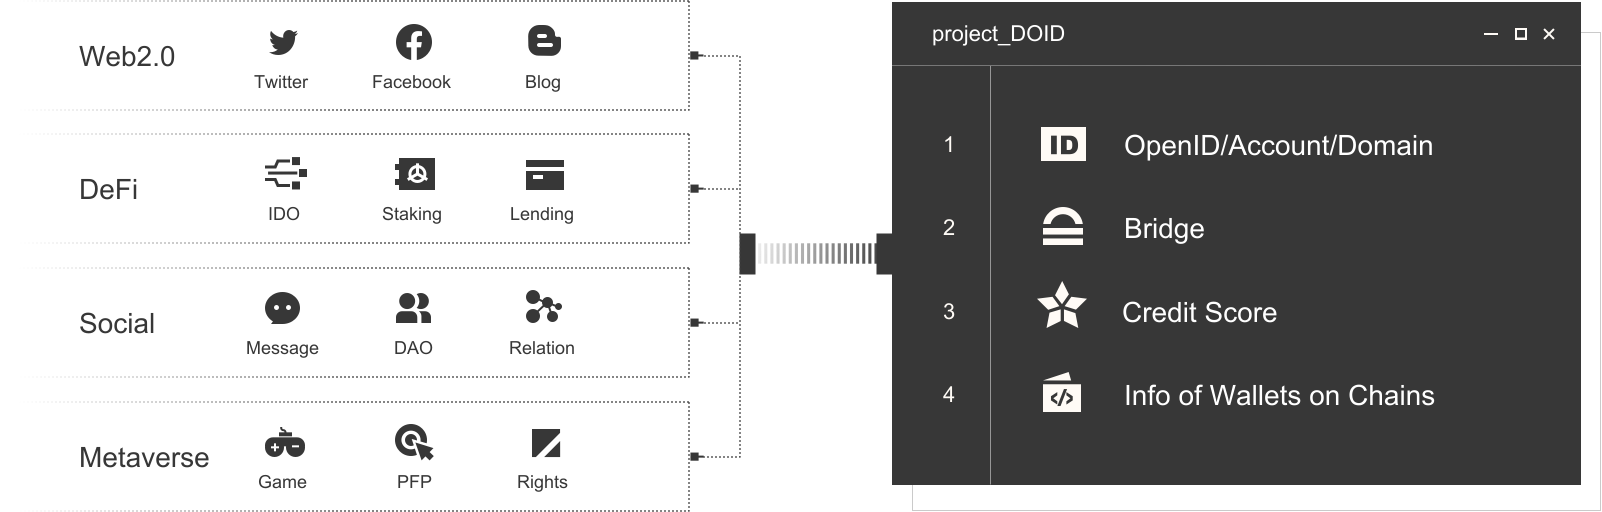 Web2.0
Twitter
Facebook
Blog
DeFi
IDO
Staking
Lending
Social
Message
DAO
Relation
Metaverse
Game
PFP
Rights
project_DOID
1
ID
OpenID/Account/Domain
2
Bridge
3
Credit Score
4
</>
Info of Wallets on Chains